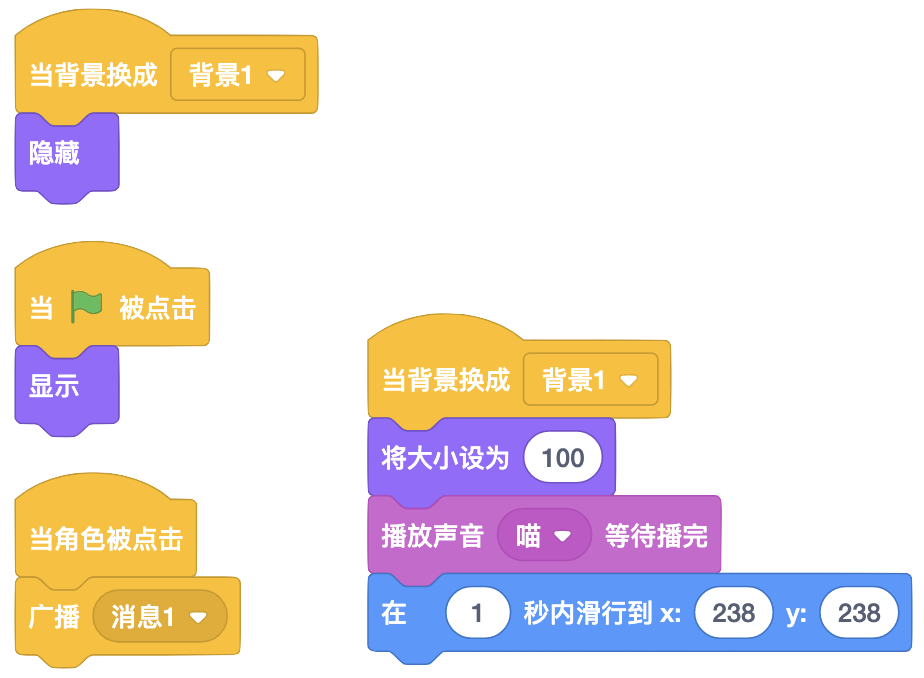 当背景换成 背景1
隐藏
当 被点击
显示
当角色被点击
广播 消息1
当背景换成 背景1
将大小设为 100
播放声音 喵 等待播完
在 1 秒内滑行到 x: 238 y: 238